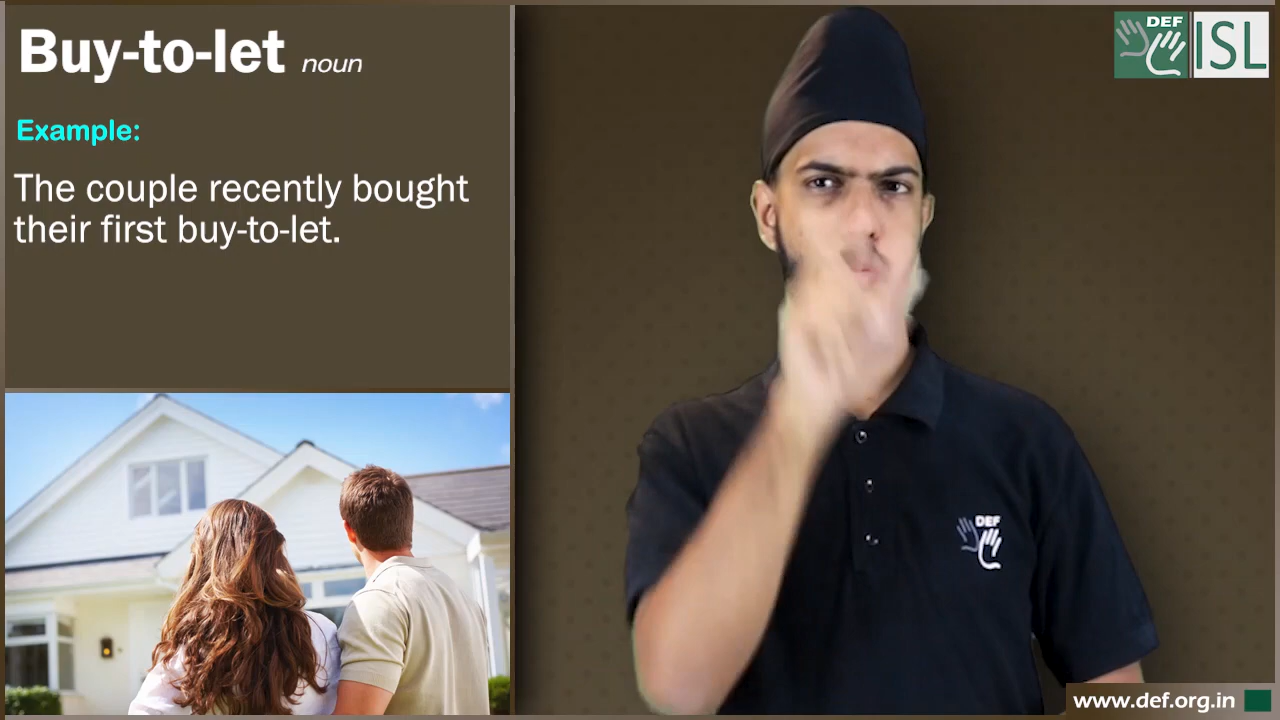 Buy-to-let noun
Example:
The couple recently bought
their first buy-to-let.
DEF
ISL
DEF
www.def.org.in